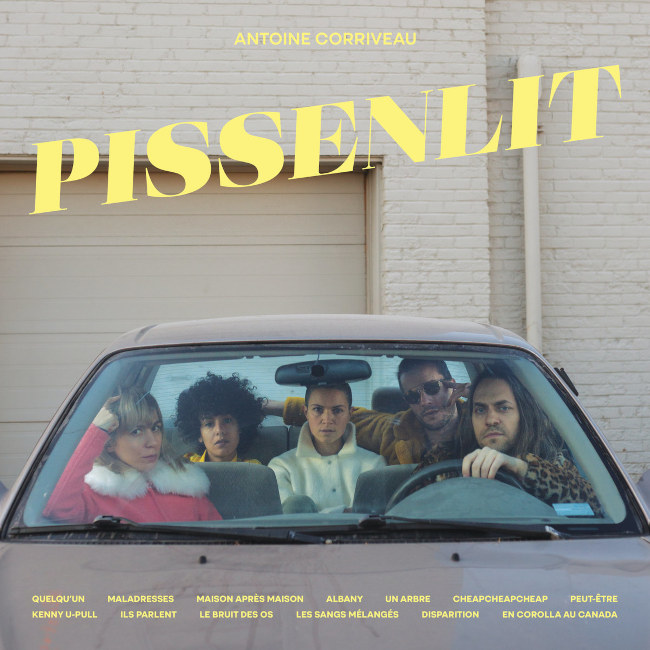 ANTOINE CORRIVEAU
PISSENLIT
QUELQU'UN MALADRESSES MAISON APRÈS MAISON ALBANY UN ARBRE CHEAPCHEAPCHEAP PEUT-ÊTRE
KENNY U-PULL ILS PARLENT LE BRUIT DES OS LES SANGS MÉLANGÉS DISPARITION EN COROLLA AU CANADA